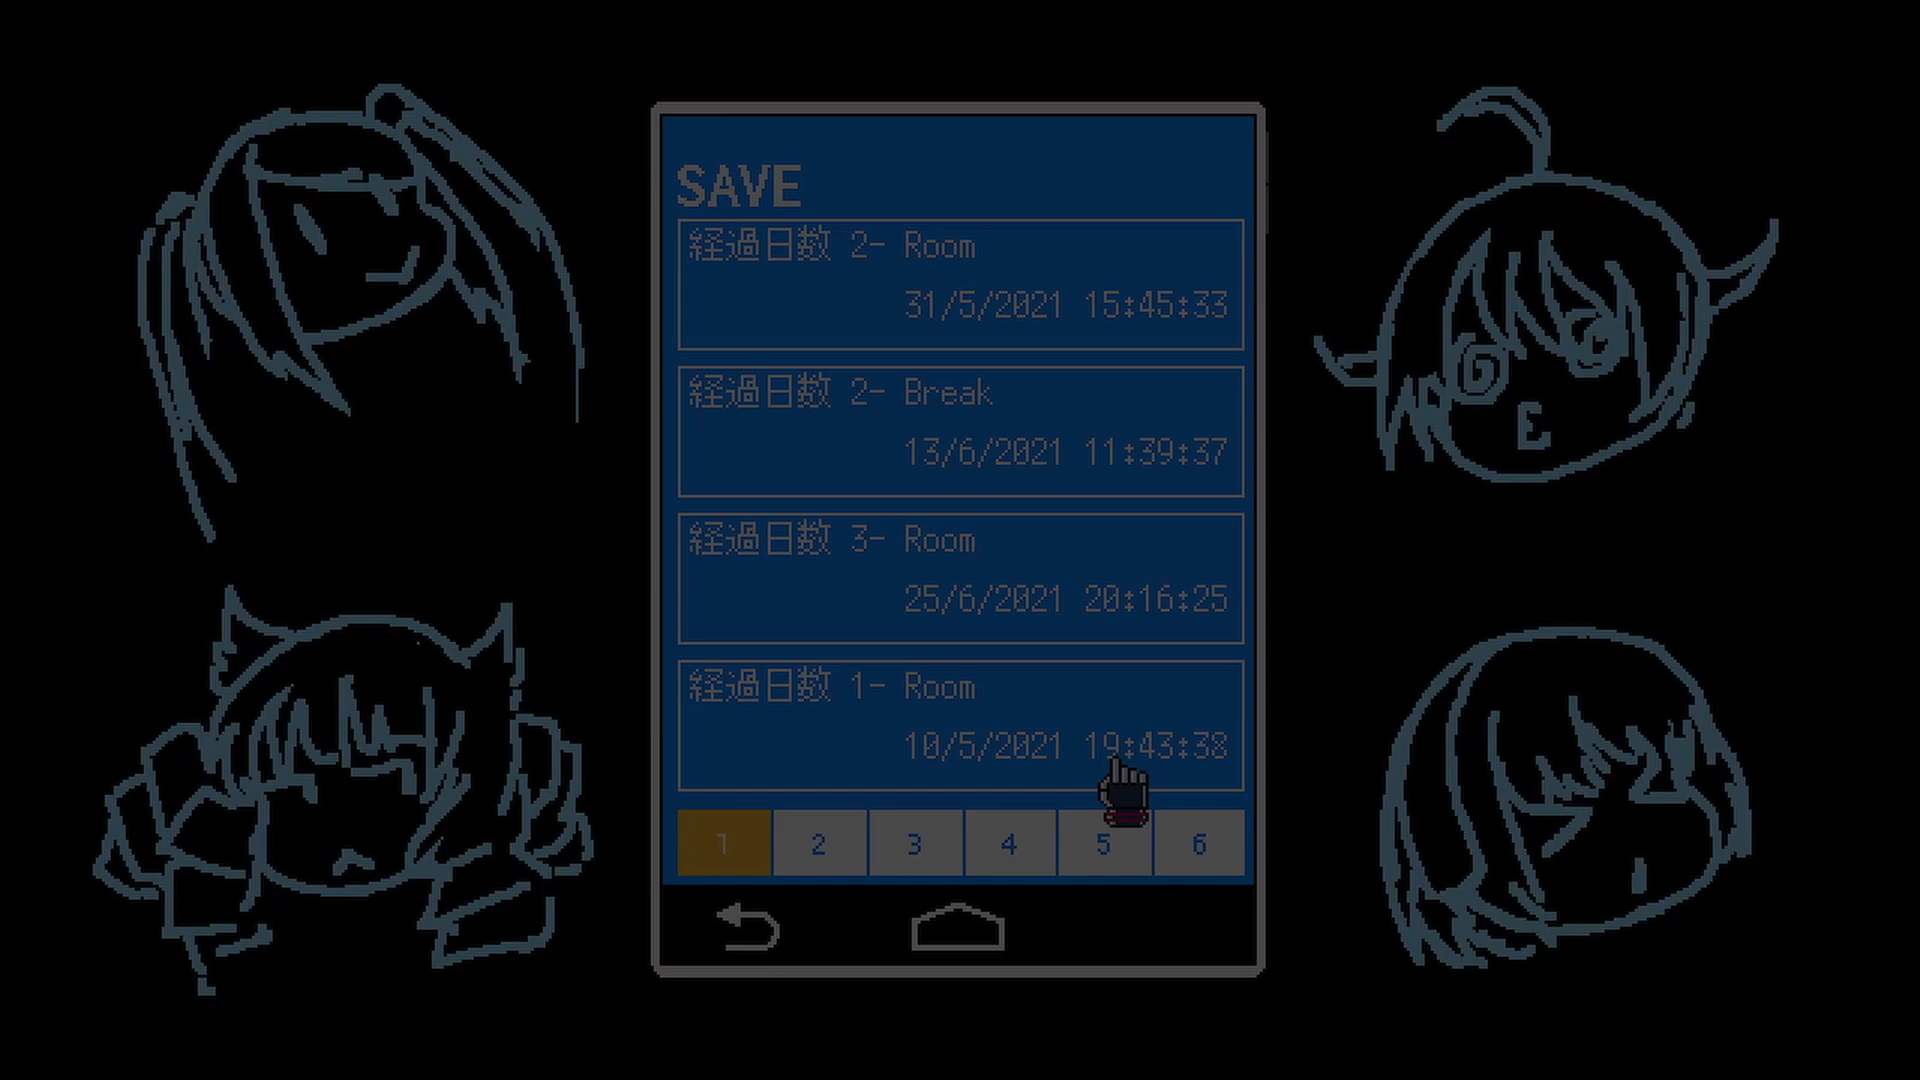 SAVE
経過日数 2- Room
31/5/2021 15:45:33
経過日数 2- Break
13/6/2021 11:39:37
経過日数 3- Room
25/6/2021 20:16:25
経過日数 1- Room
10/5/2021 19:43:38
1 2 3 4 5 6